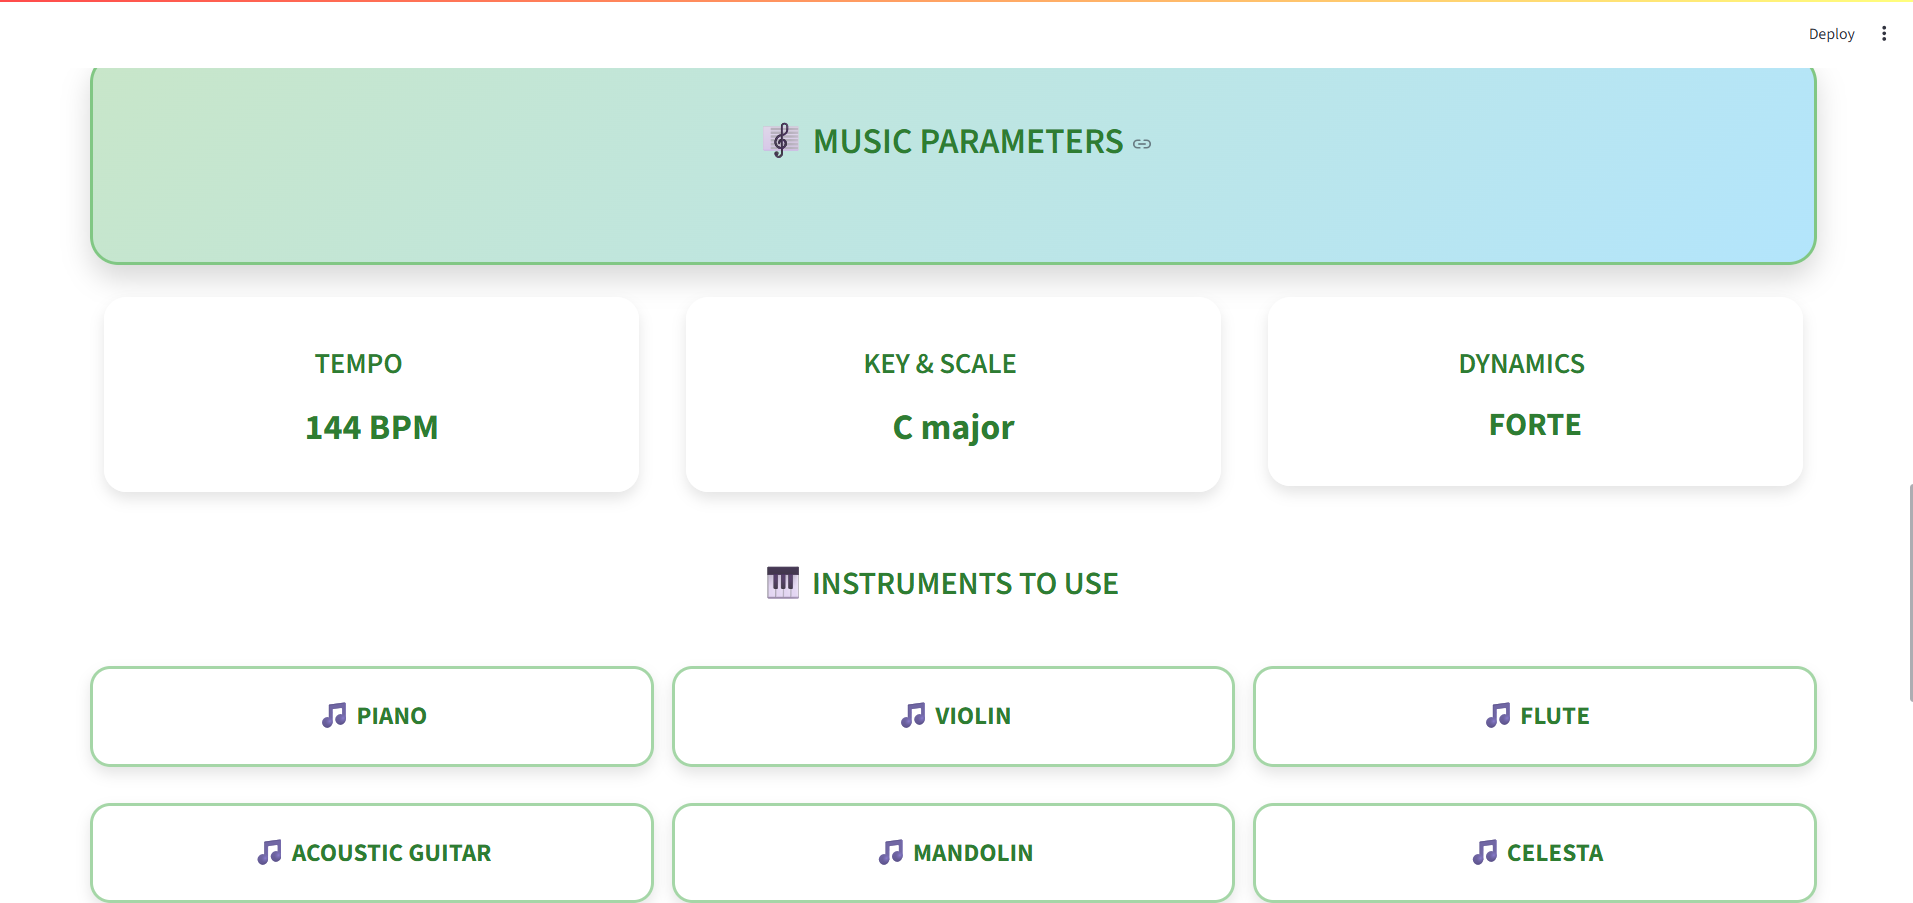 Deploy
MUSIC PARAMETERS
TEMPO
144 BPM
KEY & SCALE
C major
DYNAMICS
FORTE
INSTRUMENTS TO USE
PIANO
VIOLIN
FLUTE
ACOUSTIC GUITAR
MANDOLIN
CELESTA